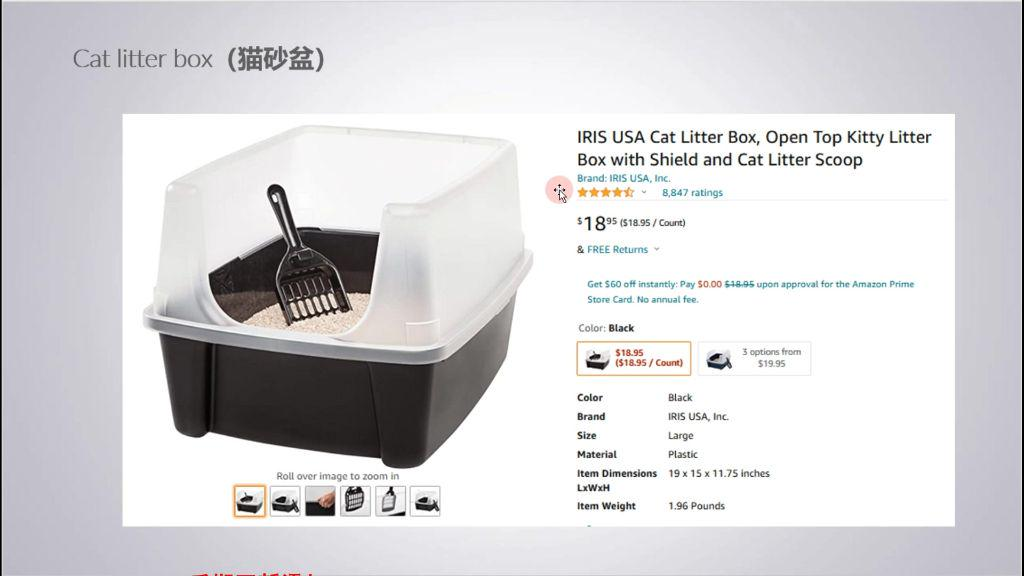 Cat litter box（猫砂盆）
IRIS USA Cat Litter Box, Open Top Kitty Litter
Box with Shield and Cat Litter Scoop
Brand: IRIS USA, Inc.
8,847 ratings
$18.95 ($18.95 / Count)
& FREE Returns
Get $60 off instantly: Pay $0.00 $18.95 upon approval for the Amazon Prime
Store Card. No annual fee.
Color: Black
$18.95
($18.95 / Count)
3 options from
$19.95
Color Black
Brand IRIS USA, Inc.
Size Large
Material Plastic
Item Dimensions 19 x 15 x 11.75 inches
LxWxH
Item Weight 1.96 Pounds
Roll over image to zoom in